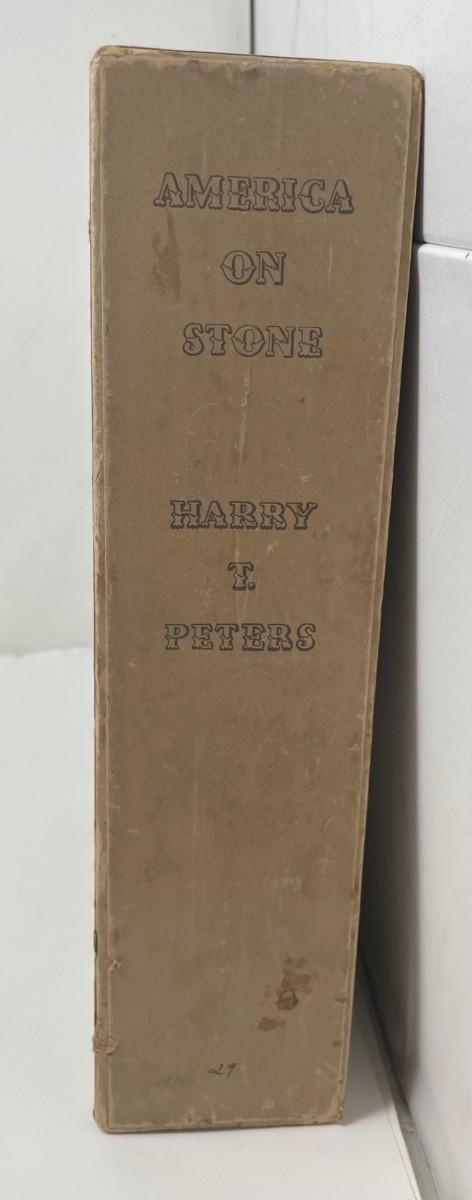 AMERICA
ON
STONE
HARRY
T.
PETERS
29